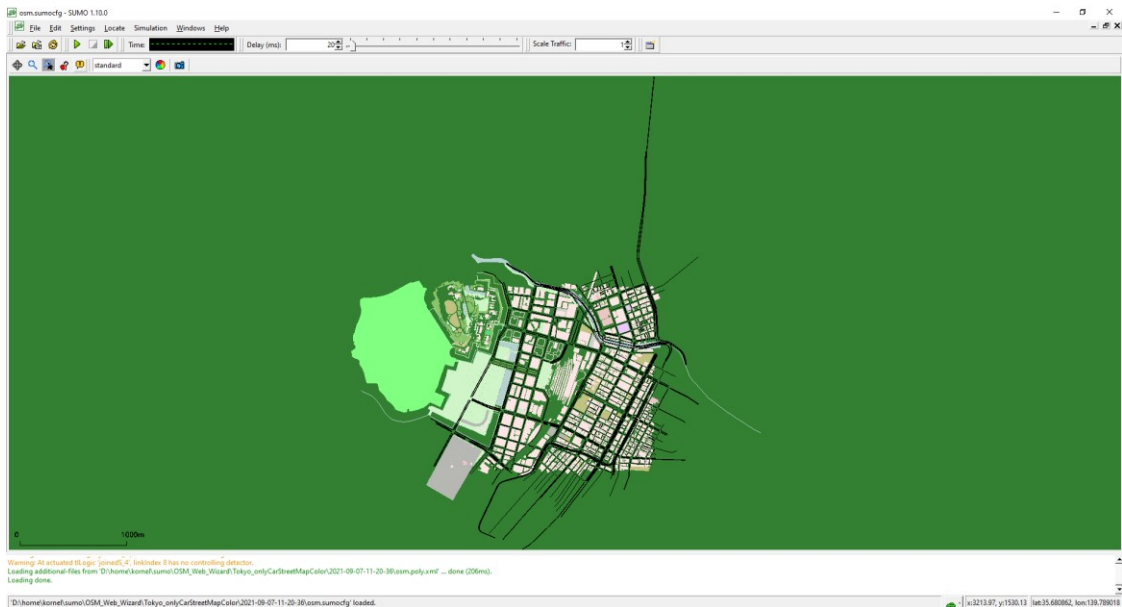 osm.sumocfg - SUMO 1.10.0
File Edit Settings Locate Simulation Windows Help
Time: Delay (ms): 20 Scale Traffic: 1
standard
0 1000m
Warning: At actuated tlLogic 'joinedS_4', linkIndex 3 has no controlling detector.
Loading additional-files from 'D:\home\kornel\sumo\OSM_Web_Wizard\Tokyo_onlyCarStreetMapColor\2021-09-07-11-20-36\osm.poly.xml' ... done (206ms).
Loading done.
'D:\home\kornel\sumo\OSM_Web_Wizard\Tokyo_onlyCarStreetMapColor\2021-09-07-11-20-36\osm.sumocfg' loaded.
x:3213.97, y:1530.13 lat:35.680862, lon:139.789018